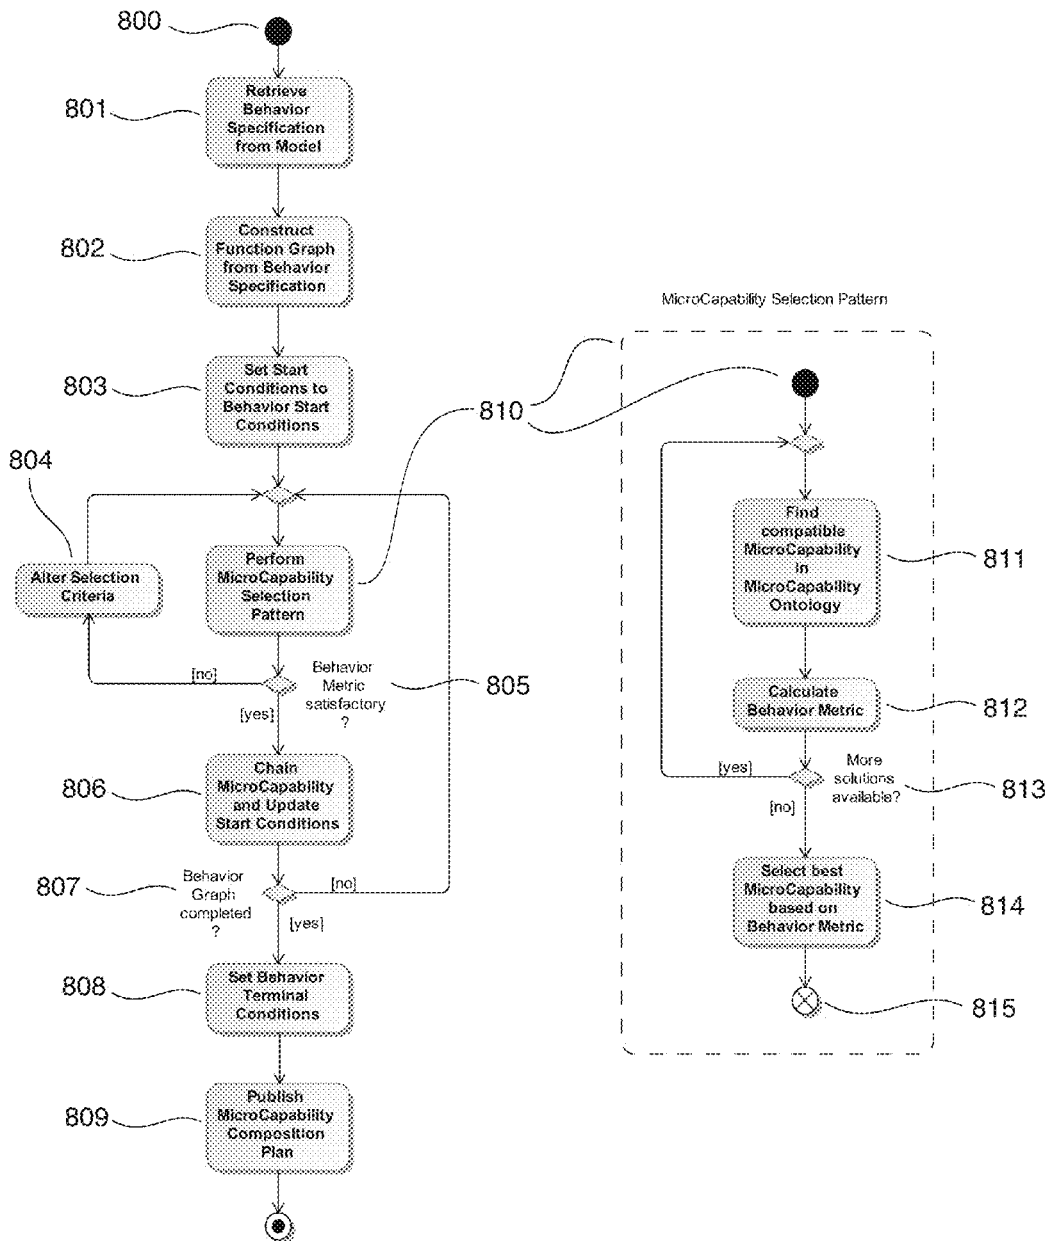 800
801
Retrieve
Behavior
Specification
from Model
802
Construct
Function Graph
from Behavior
Specification
803
Set Start
Conditions to
Behavior Start
Conditions
804
Alter Selection
Criteria
Perform
MicroCapability
Selection
Pattern
810
[no]
Behavior
Metric
satisfactory
?
805
[yes]
806
Chain
MicroCapability
and Update
Start Conditions
807
Behavior
Graph
completed
?
[no]
[yes]
808
Set Behavior
Terminal
Conditions
809
Publish
MicroCapability
Composition
Plan
MicroCapability Selection Pattern
Find
compatible
MicroCapability
in
MicroCapability
Ontology
811
Calculate
Behavior Metric
812
[yes]
More
solutions
available?
813
[no]
Select best
MicroCapability
based on
Behavior Metric
814
815